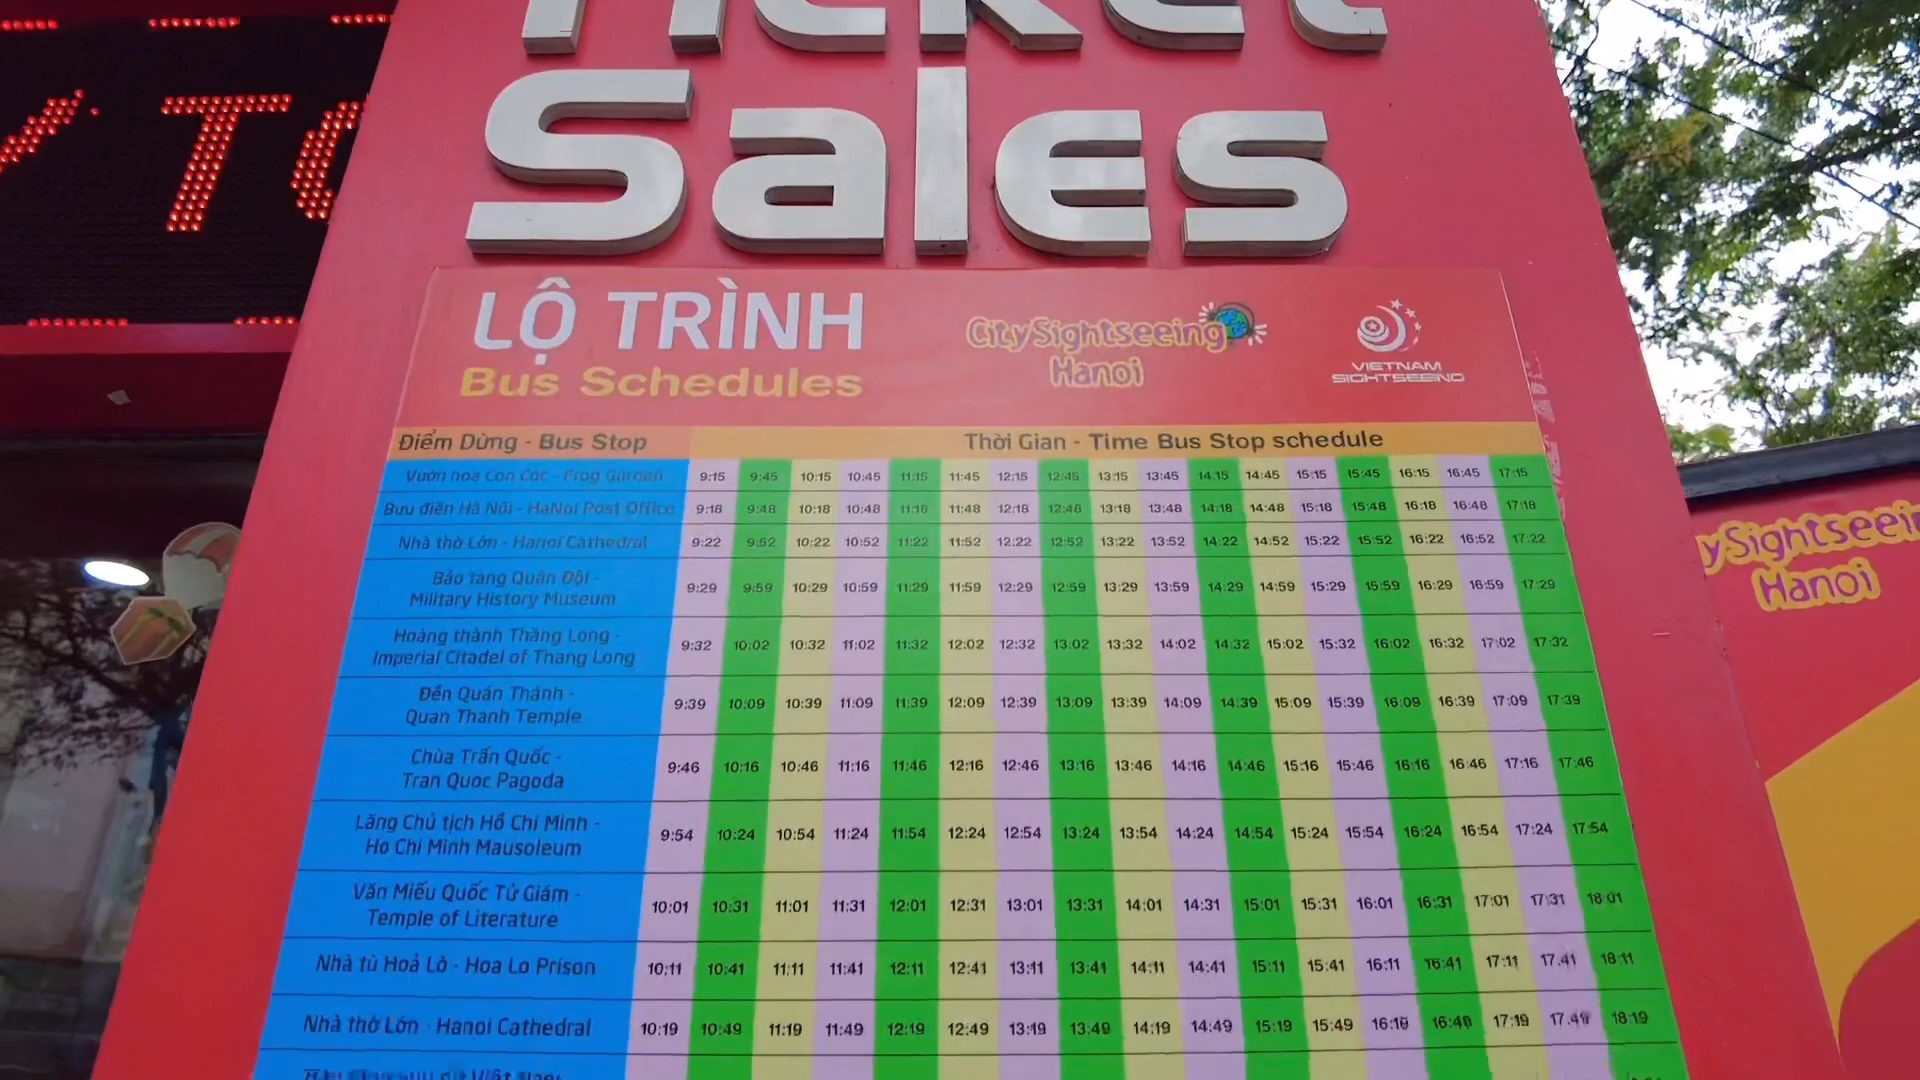 Ticket
Sales
TO
LỘ TRÌNH
Bus Schedules
CitySightseeing
Hanoi
VIETNAM
SIGHTSEEING
Điểm Dừng - Bus Stop Thời Gian - Time Bus Stop schedule
Vườn hoa Con Cóc - Frog Garden 9:15 9:45 10:15 10:45 11:15 11:45 12:15 12:45 13:15 13:45 14:15 14:45 15:15 15:45 16:15 16:45 17:15
Bưu điện Hà Nội - HaNoi Post Office 9:18 9:48 10:18 10:48 11:18 11:48 12:18 12:48 13:18 13:48 14:18 14:48 15:18 15:48 16:18 16:48 17:18
Nhà thờ Lớn - Hanoi Cathedral 9:22 9:52 10:22 10:52 11:22 11:52 12:22 12:52 13:22 13:52 14:22 14:52 15:22 15:52 16:22 16:52 17:22
Bảo tàng Quân Đội -
Military History Museum 9:29 9:59 10:29 10:59 11:29 11:59 12:29 12:59 13:29 13:59 14:29 14:59 15:29 15:59 16:29 16:59 17:29
Hoàng thành Thăng Long -
Imperial Citadel of Thang Long 9:32 10:02 10:32 11:02 11:32 12:02 12:32 13:02 13:32 14:02 14:32 15:02 15:32 16:02 16:32 17:02 17:32
Đền Quán Thánh -
Quan Thanh Temple 9:39 10:09 10:39 11:09 11:39 12:09 12:39 13:09 13:39 14:09 14:39 15:09 15:39 16:09 16:39 17:09 17:39
Chùa Trấn Quốc -
Tran Quoc Pagoda 9:46 10:16 10:46 11:16 11:46 12:16 12:46 13:16 13:46 14:16 14:46 15:16 15:46 16:16 16:46 17:16 17:46
Lăng Chủ tịch Hồ Chí Minh -
Ho Chi Minh Mausoleum 9:54 10:24 10:54 11:24 11:54 12:24 12:54 13:24 13:54 14:24 14:54 15:24 15:54 16:24 16:54 17:24 17:54
Văn Miếu Quốc Tử Giám -
Temple of Literature 10:01 10:31 11:01 11:31 12:01 12:31 13:01 13:31 14:01 14:31 15:01 15:31 16:01 16:31 17:01 17:31 18:01
Nhà tù Hoả Lò - Hoa Lo Prison 10:11 10:41 11:11 11:41 12:11 12:41 13:11 13:41 14:11 14:41 15:11 15:41 16:11 16:41 17:11 17:41 18:11
Nhà thờ Lớn - Hanoi Cathedral 10:19 10:49 11:19 11:49 12:19 12:49 13:19 13:49 14:19 14:49 15:19 15:49 16:19 16:49 17:19 17:49 18:19
ySightseein
Hanoi